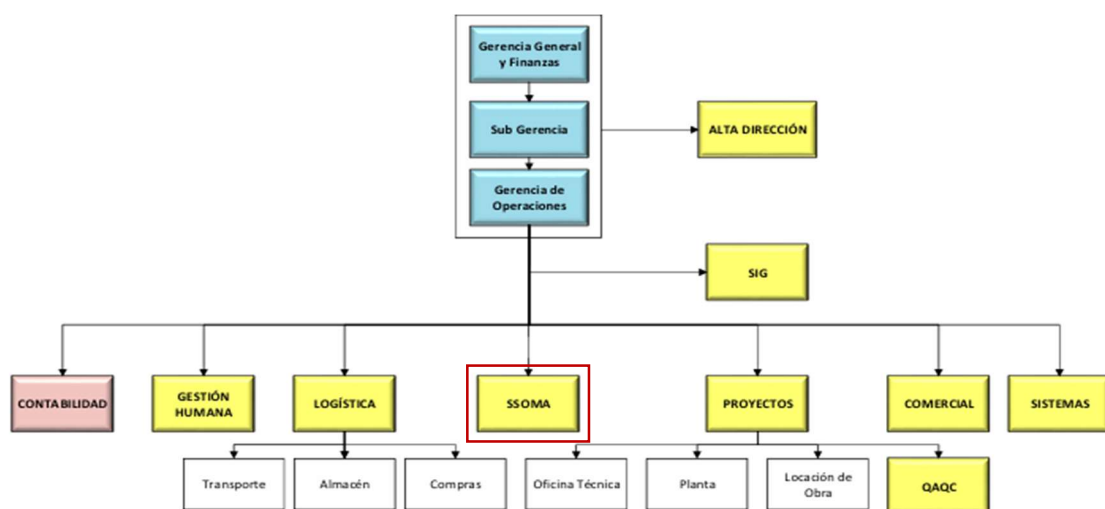 Gerencia General
y Finanzas
Sub Gerencia
ALTA DIRECCIÓN
Gerencia de
Operaciones
SIG
CONTABILIDAD
GESTIÓN
HUMANA
LOGÍSTICA
SSOMA
PROYECTOS
COMERCIAL
SISTEMAS
Transporte
Almacén
Compras
Oficina Técnica
Planta
Locación de
Obra
QAQC